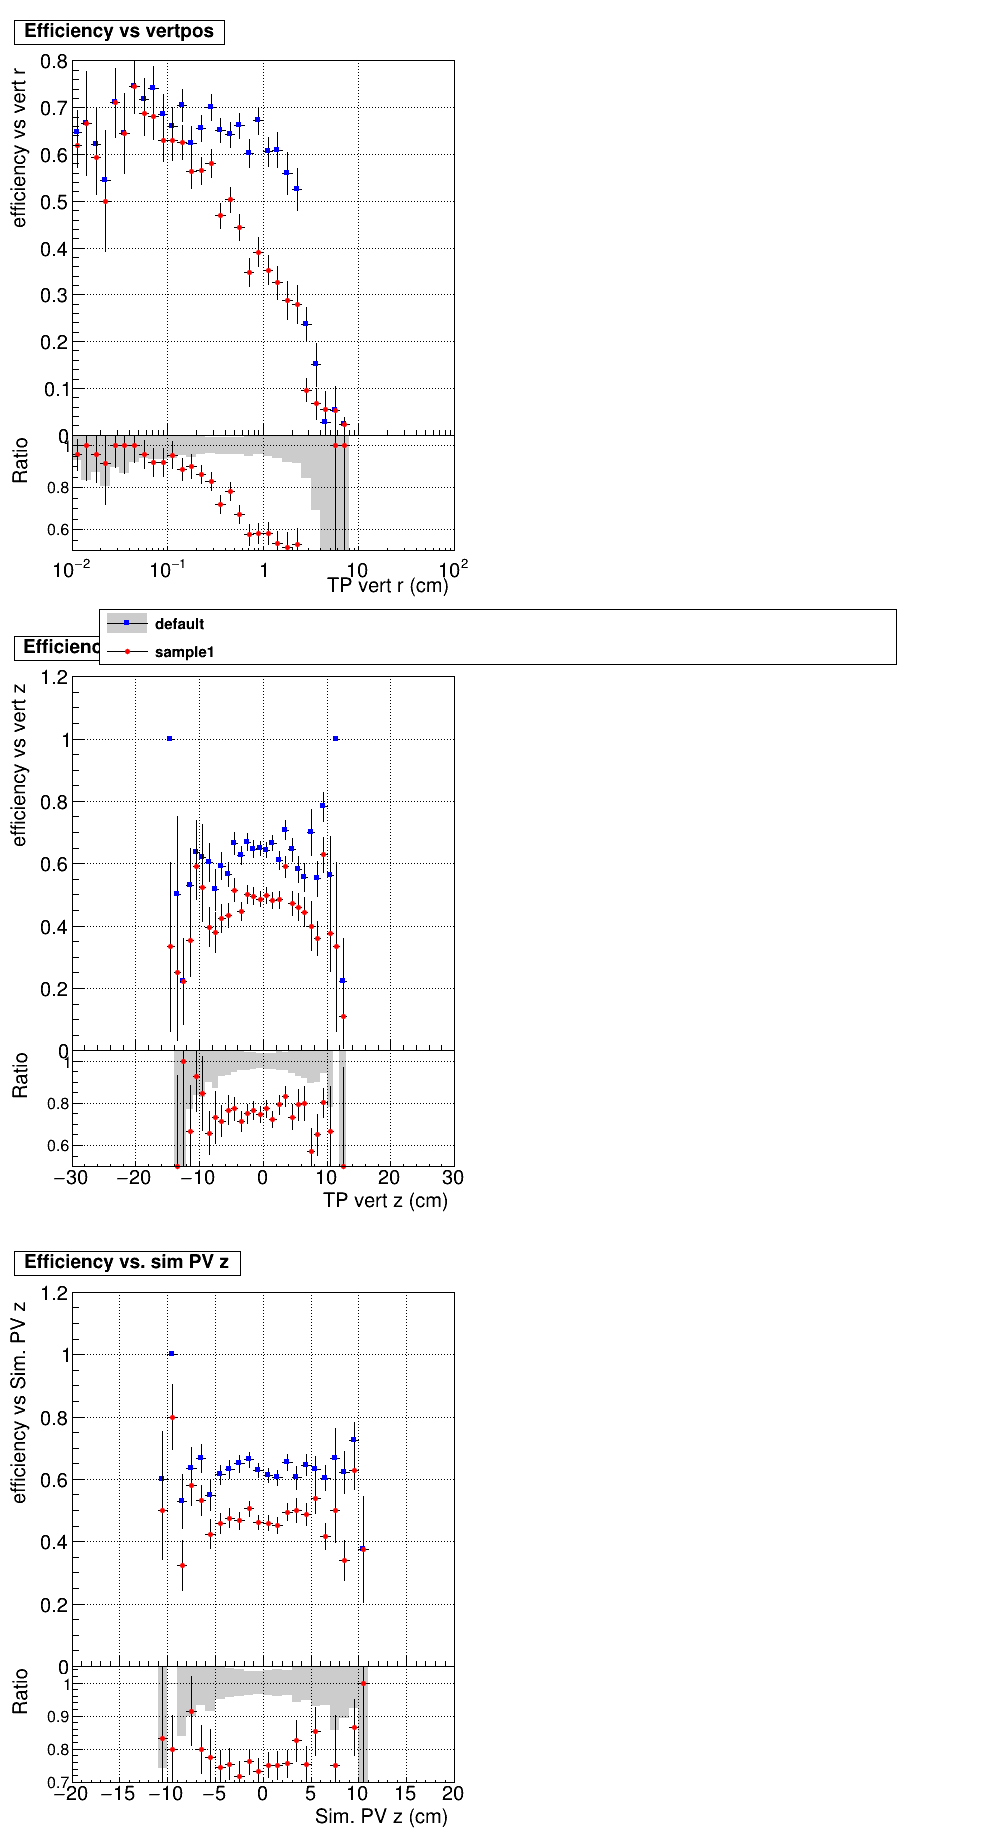 Efficiency vs vertpos
efficiency vs vert r
0.8
0.7
0.6
0.5
0.4
0.3
0.2
0.1
0
Ratio
0.8
0.6
10−2 10−1 1 10 102
TP vert r (cm)
default
sample1
Efficienc
efficiency vs vert z
1.2
1
0.8
0.6
0.4
0.2
0
Ratio
1
0.8
0.6
−30 −20 −10 0 10 20 30
TP vert z (cm)
Efficiency vs. sim PV z
efficiency vs Sim. PV z
1.2
1
0.8
0.6
0.4
0.2
0
Ratio
1
0.9
0.8
0.7
−20 −15 −10 −5 0 5 10 15 20
Sim. PV z (cm)